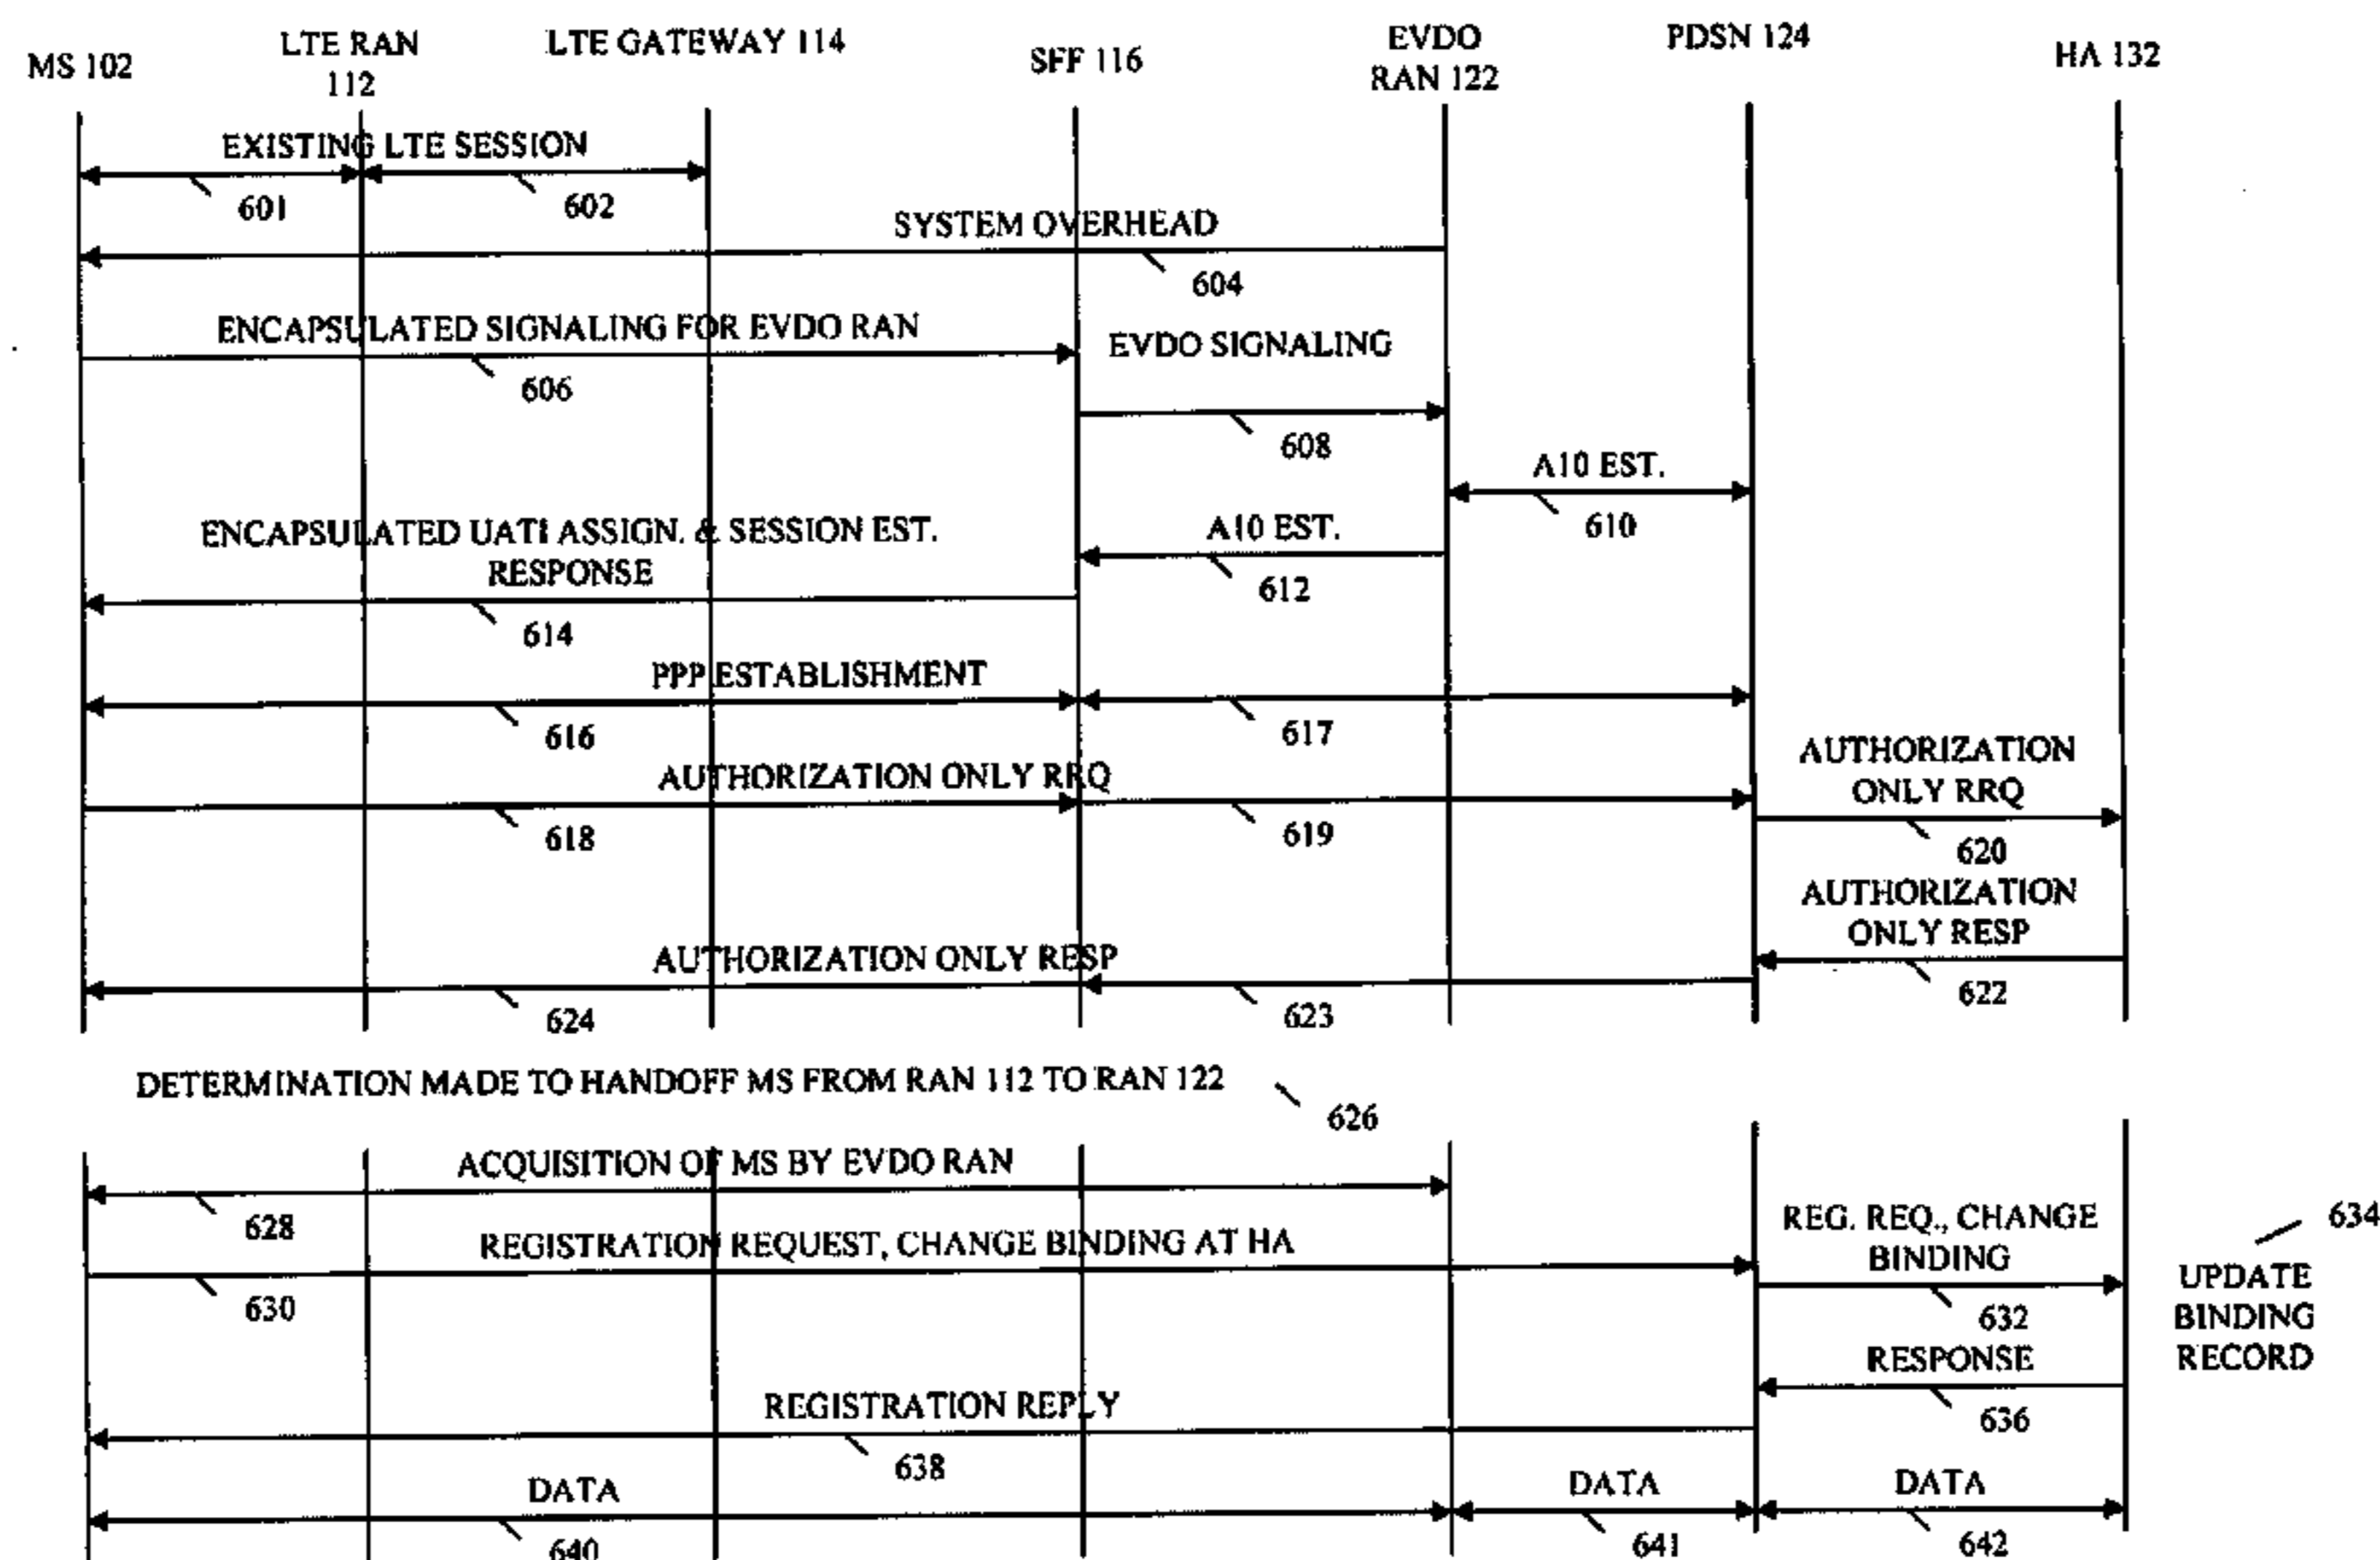 MS 102
LTE RAN
112
LTE GATEWAY 114
SFF 116
EVDO
RAN 122
PDSN 124
HA 132
EXISTING LTE SESSION
601
602
SYSTEM OVERHEAD
604
ENCAPSULATED SIGNALING FOR EVDO RAN
606
EVDO SIGNALING
608
A10 EST.
610
ENCAPSULATED UATI ASSIGN. & SESSION EST.
RESPONSE
614
A10 EST.
612
PPP ESTABLISHMENT
616
617
AUTHORIZATION ONLY RRQ
618
619
AUTHORIZATION
ONLY RRQ
620
AUTHORIZATION
ONLY RESP
622
AUTHORIZATION ONLY RESP
624
623
DETERMINATION MADE TO HANDOFF MS FROM RAN 112 TO RAN 122
626
ACQUISITION OF MS BY EVDO RAN
628
REGISTRATION REQUEST, CHANGE BINDING AT HA
630
REG. REQ., CHANGE
BINDING
632
634
UPDATE
BINDING
RECORD
RESPONSE
636
REGISTRATION REPLY
638
DATA
640
DATA
641
DATA
642